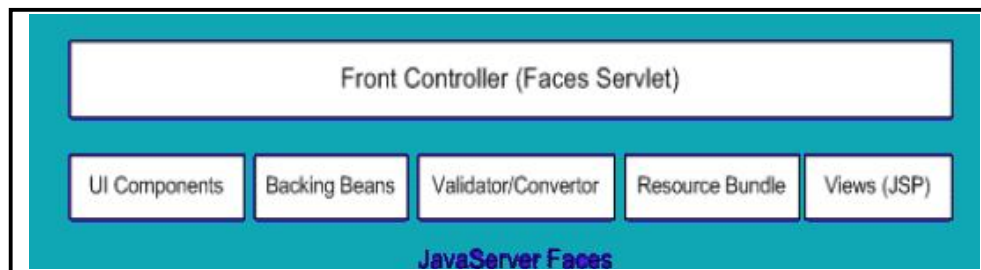 Front Controller (Faces Servlet)
UI Components Backing Beans Validator/Convertor Resource Bundle Views (JSP)
JavaServer Faces